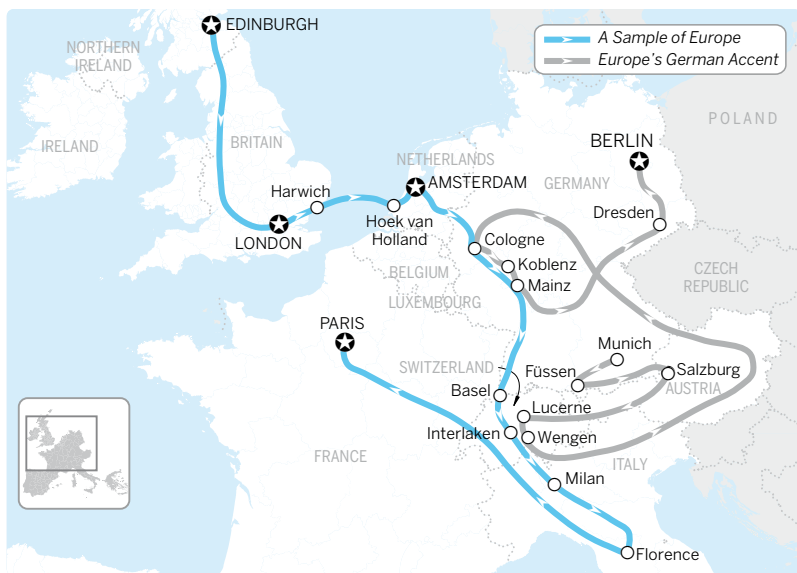 EDINBURGH
A Sample of Europe
Europe's German Accent
NORTHERN
IRELAND
POLAND
IRELAND
BRITAIN
BERLIN
NETHERLANDS
AMSTERDAM
GERMANY
Harwich
Dresden
Hoek van
Holland
LONDON
Cologne
Koblenz
BELGIUM
CZECH
REPUBLIC
Mainz
LUXEMBOURG
PARIS
Munich
SWITZERLAND
Füssen
Salzburg
Basel
AUSTRIA
Lucerne
Interlaken
Wengen
FRANCE
ITALY
Milan
Florence